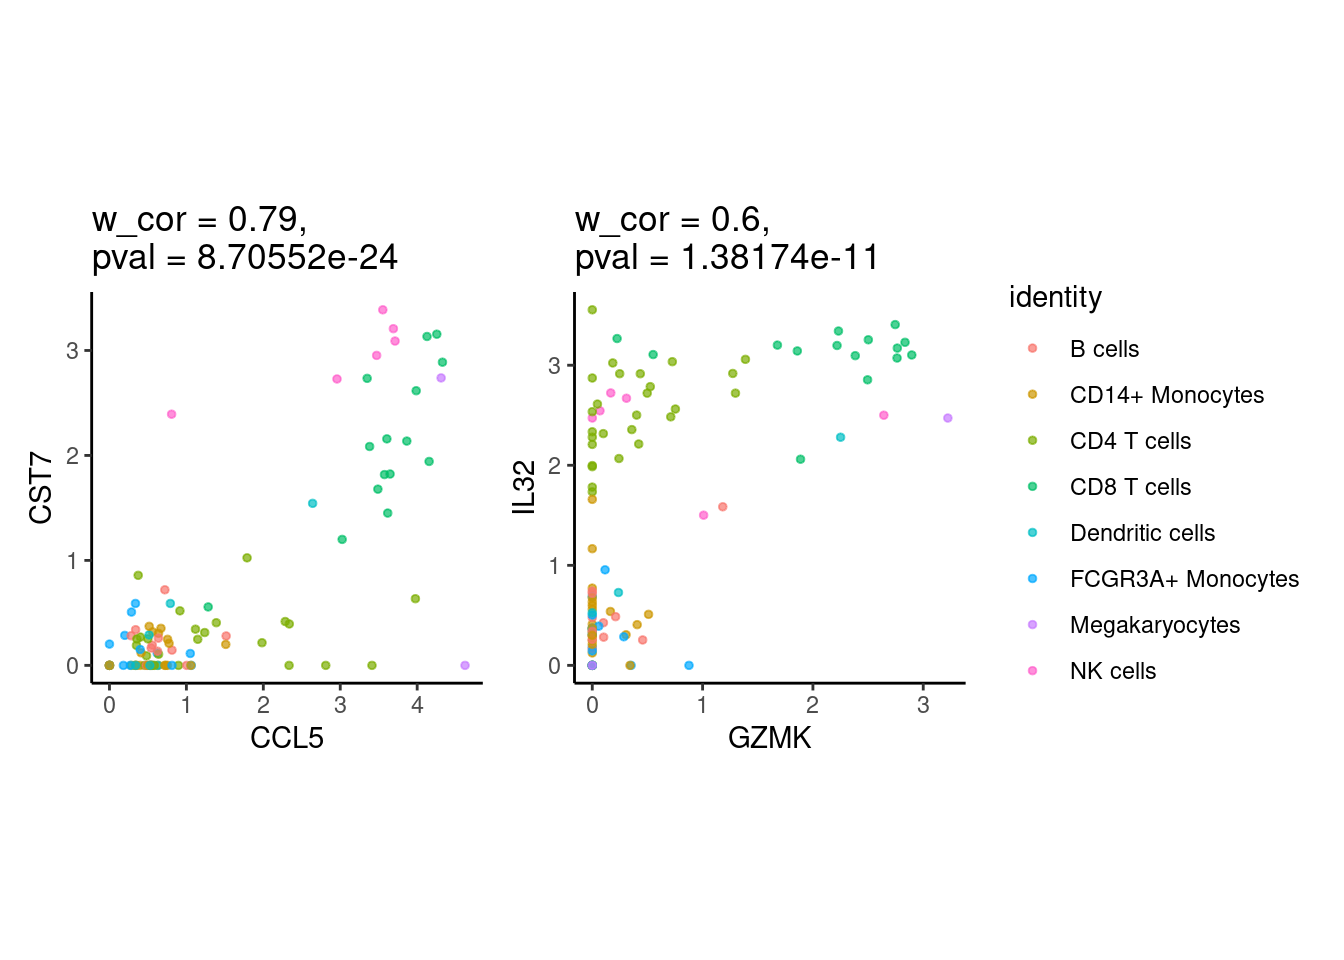 w_cor = 0.79,
pval = 8.70552e-24
CST7
3
2
1
0
0 1 2 3 4
CCL5
w_cor = 0.6,
pval = 1.38174e-11
IL32
3
2
1
0
0 1 2 3
GZMK
identity
B cells
CD14+ Monocytes
CD4 T cells
CD8 T cells
Dendritic cells
FCGR3A+ Monocytes
Megakaryocytes
NK cells